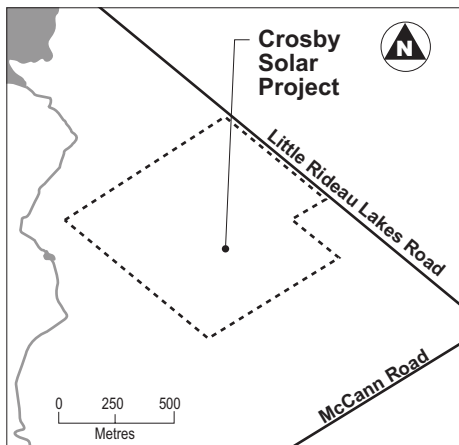 Crosby
Solar
Project
N
Little Rideau Lakes Road
McCann Road
0 250 500
Metres